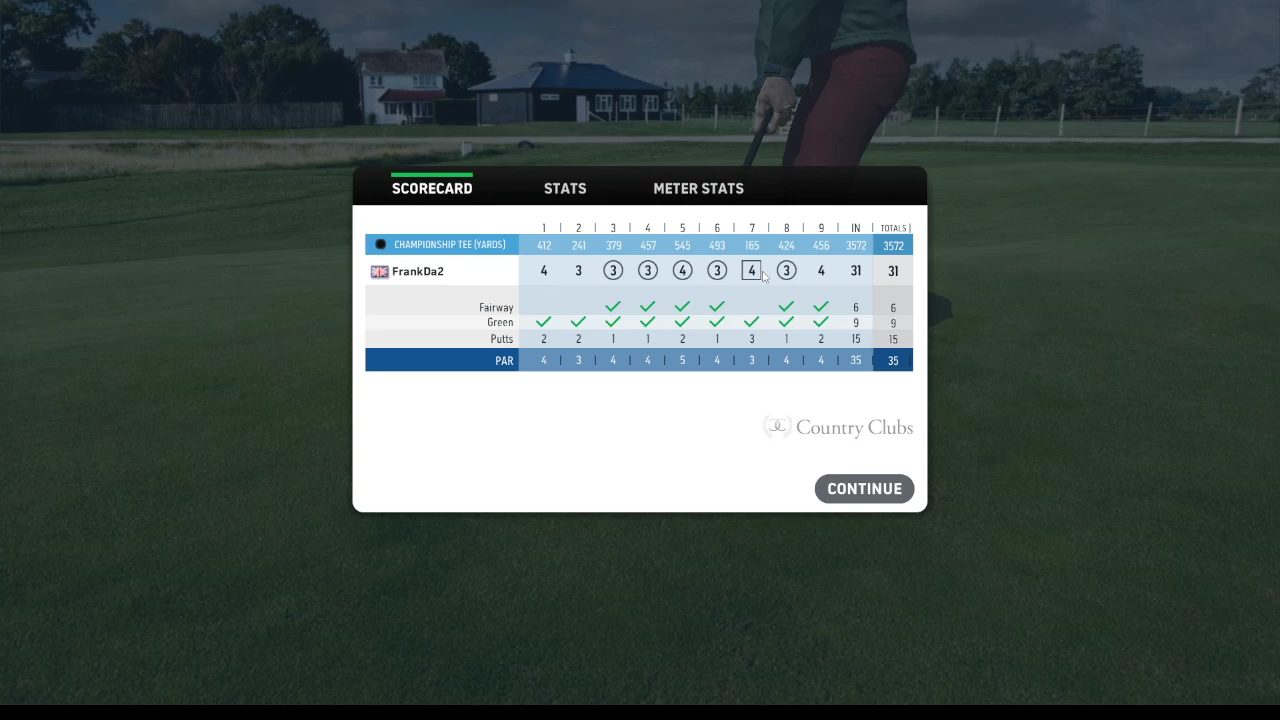 SCORECARD STATS METER STATS
1 | 2 | 3 | 4 | 5 | 6 | 7 | 8 | 9 | IN | TOTALS |
CHAMPIONSHIP TEE (YARDS) 412 241 379 457 545 493 165 424 456 3572 3572
FrankDa2 4 3 3 3 4 3 4 3 4 31 31
Fairway 6 6
Green 9 9
Putts 2 2 1 1 2 1 3 1 2 15 15
PAR 4 | 3 | 4 | 4 | 5 | 4 | 3 | 4 | 4 | 35 | 35
Country Clubs
CONTINUE